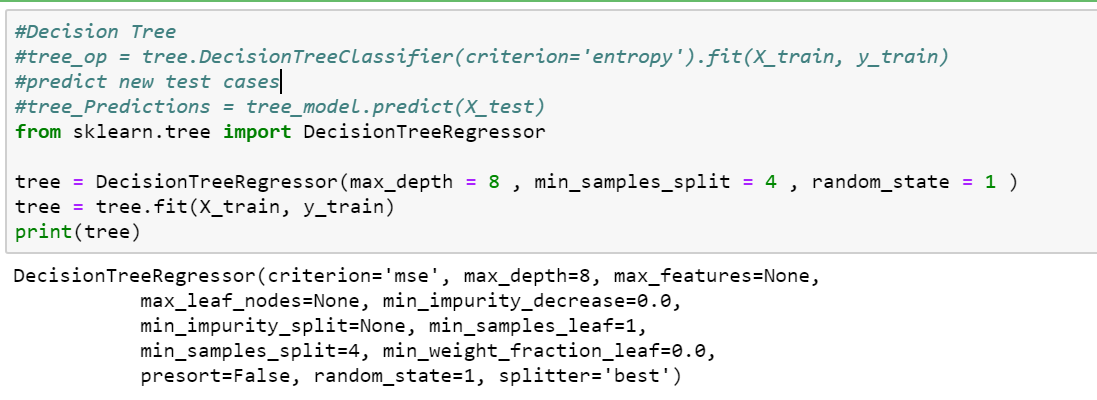 #Decision Tree
#tree_op = tree.DecisionTreeClassifier(criterion='entropy').fit(X_train, y_train)
#predict new test cases
#tree_Predictions = tree_model.predict(X_test)
from sklearn.tree import DecisionTreeRegressor
tree = DecisionTreeRegressor(max_depth = 8 , min_samples_split = 4 , random_state = 1 )
tree = tree.fit(X_train, y_train)
print(tree)
DecisionTreeRegressor(criterion='mse', max_depth=8, max_features=None,
max_leaf_nodes=None, min_impurity_decrease=0.0,
min_impurity_split=None, min_samples_leaf=1,
min_samples_split=4, min_weight_fraction_leaf=0.0,
presort=False, random_state=1, splitter='best')